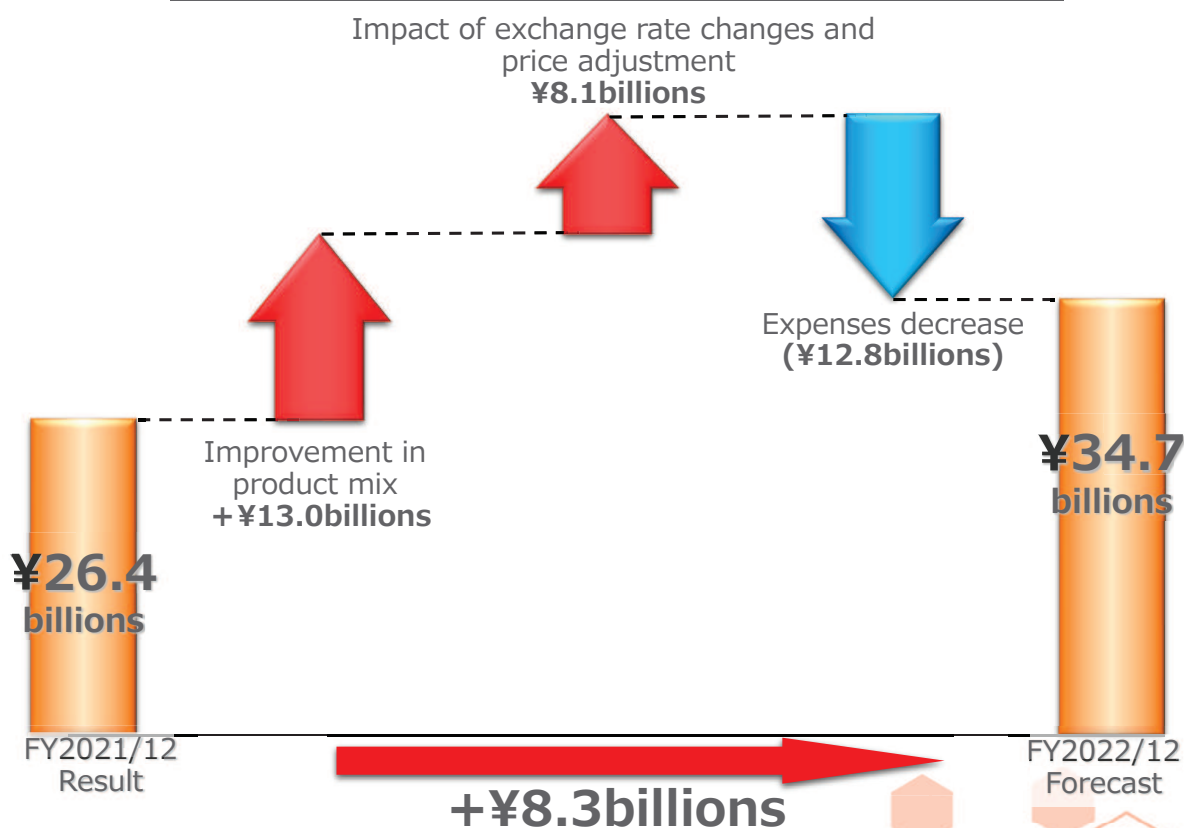 Impact of exchange rate changes and
price adjustment
¥8.1billions
Expenses decrease
(¥12.8billions)
Improvement in
product mix
+¥13.0billions
¥26.4
billions
¥34.7
billions
FY2021/12
Result
FY2022/12
Forecast
+¥8.3billions